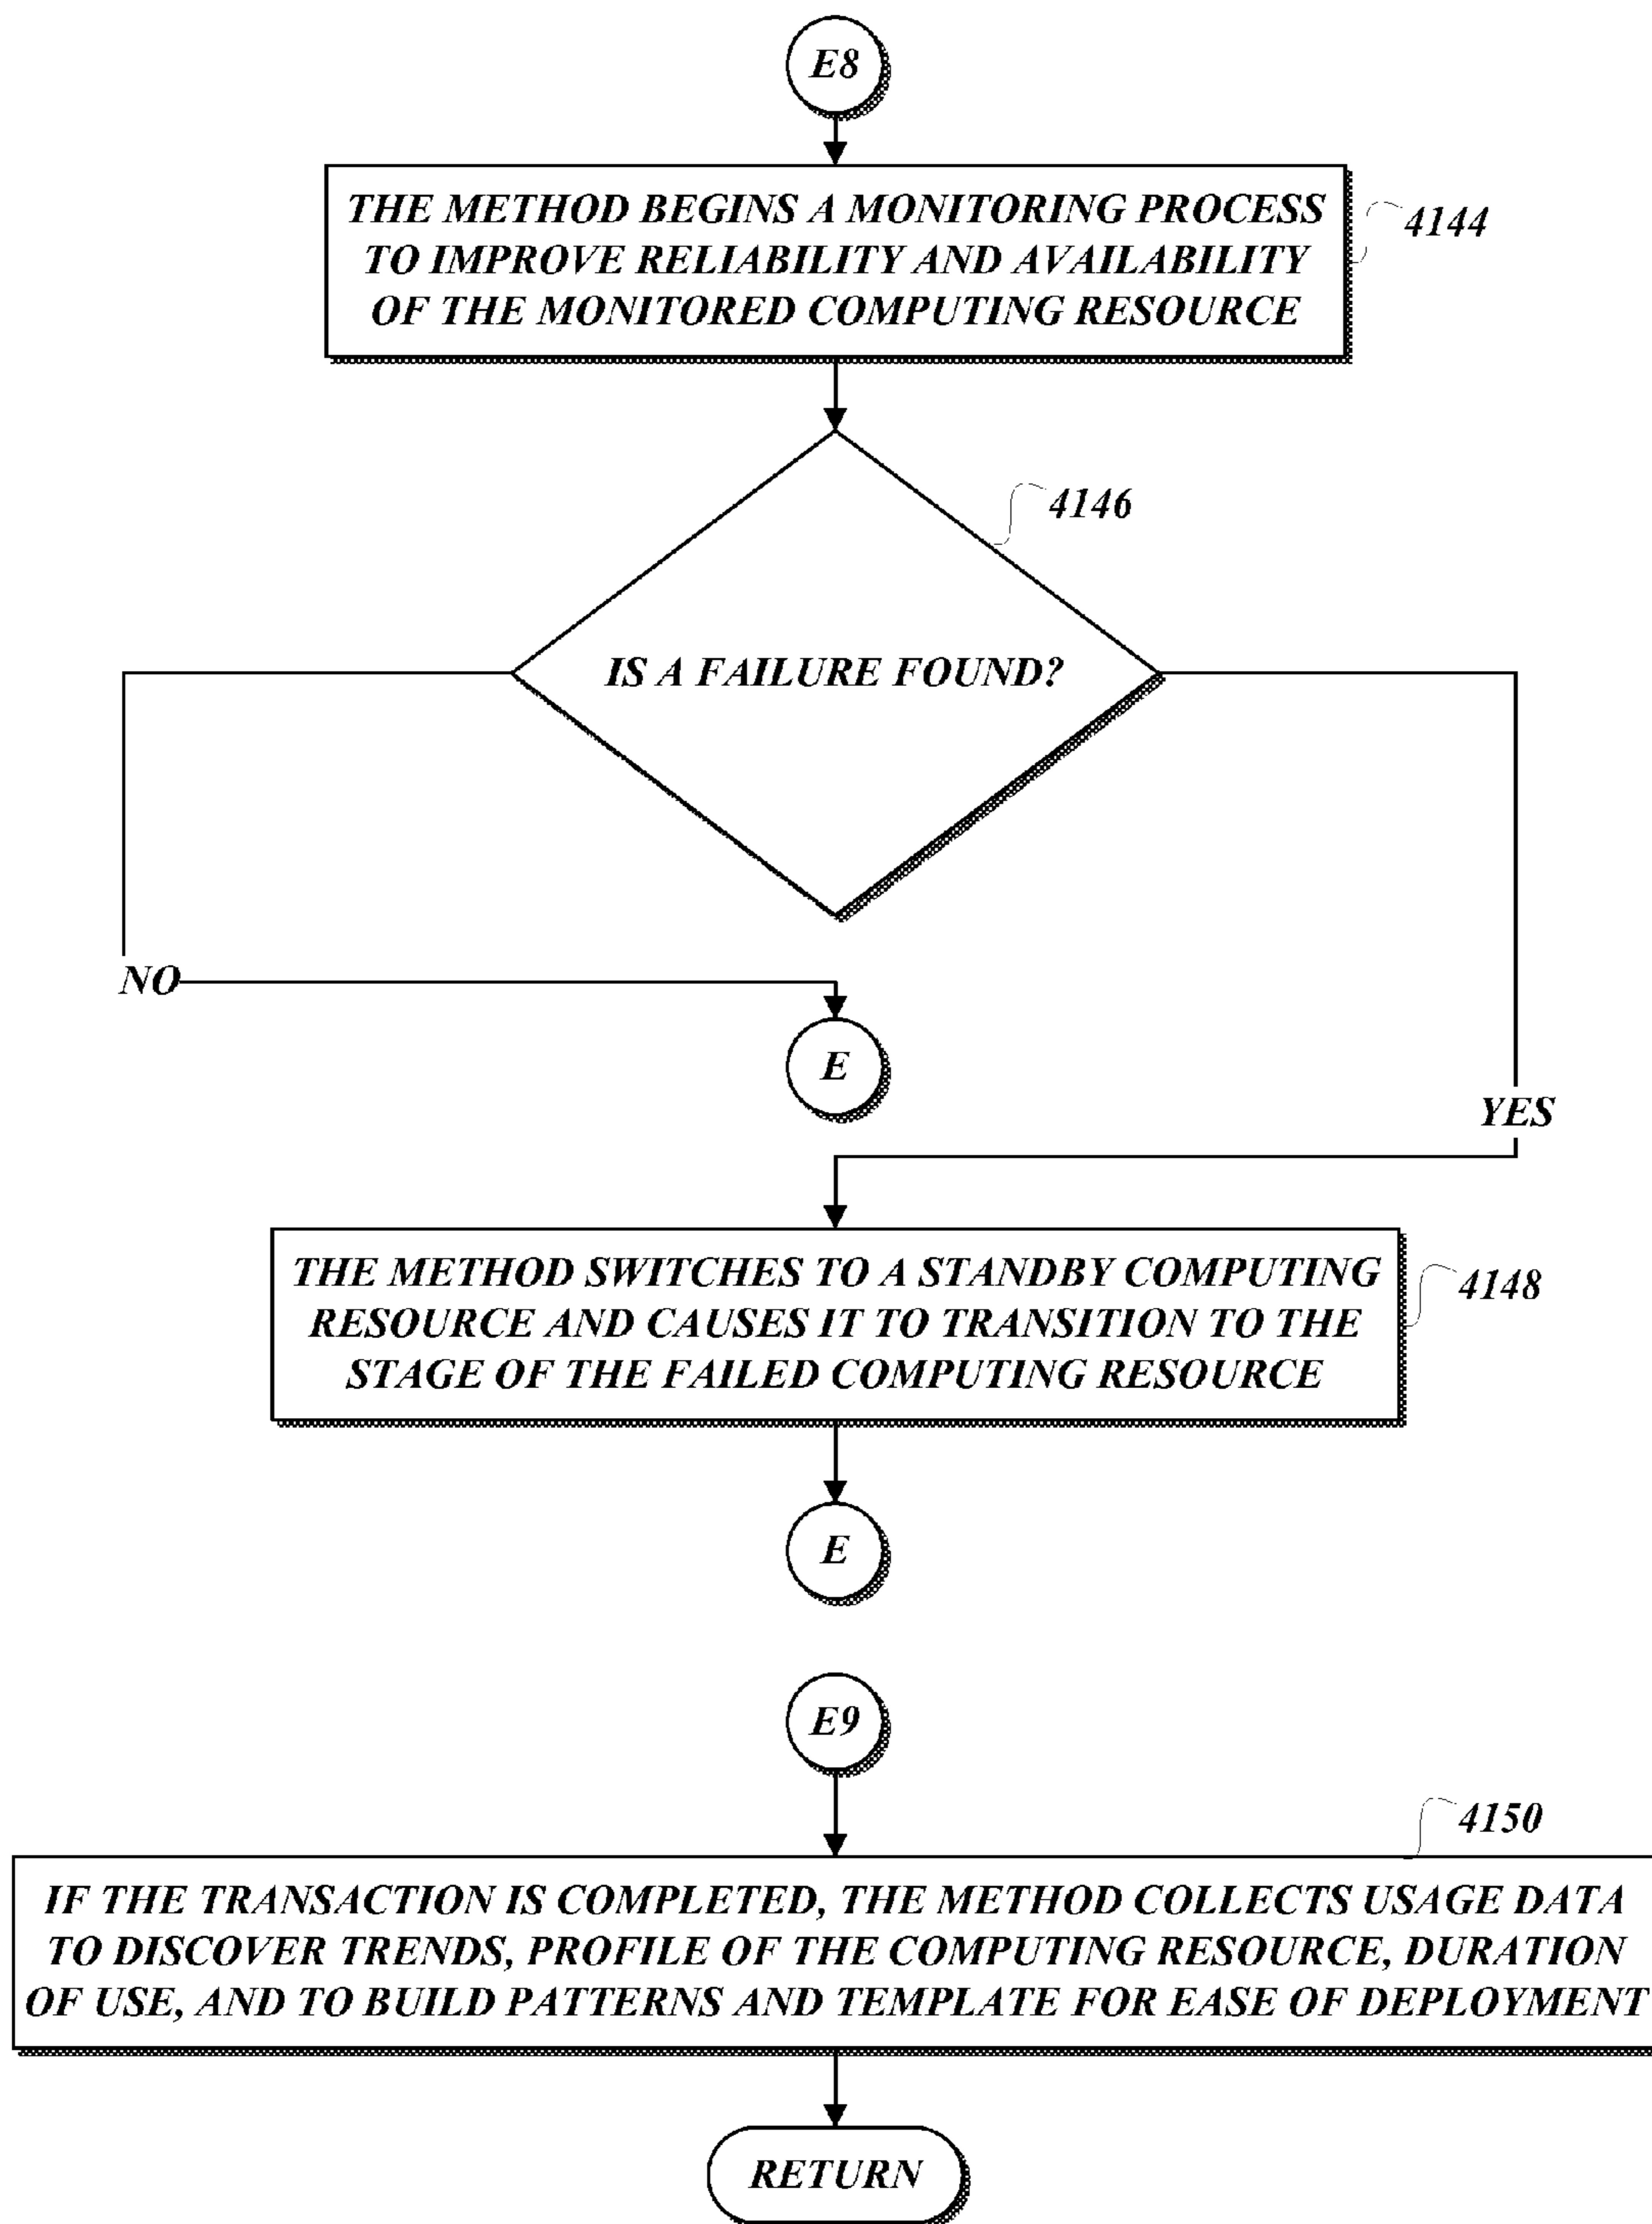 E8
THE METHOD BEGINS A MONITORING PROCESS
TO IMPROVE RELIABILITY AND AVAILABILITY
OF THE MONITORED COMPUTING RESOURCE
4144
4146
IS A FAILURE FOUND?
NO
E
YES
THE METHOD SWITCHES TO A STANDBY COMPUTING
RESOURCE AND CAUSES IT TO TRANSITION TO THE
STAGE OF THE FAILED COMPUTING RESOURCE
4148
E
E9
4150
IF THE TRANSACTION IS COMPLETED, THE METHOD COLLECTS USAGE DATA
TO DISCOVER TRENDS, PROFILE OF THE COMPUTING RESOURCE, DURATION
OF USE, AND TO BUILD PATTERNS AND TEMPLATE FOR EASE OF DEPLOYMENT
RETURN